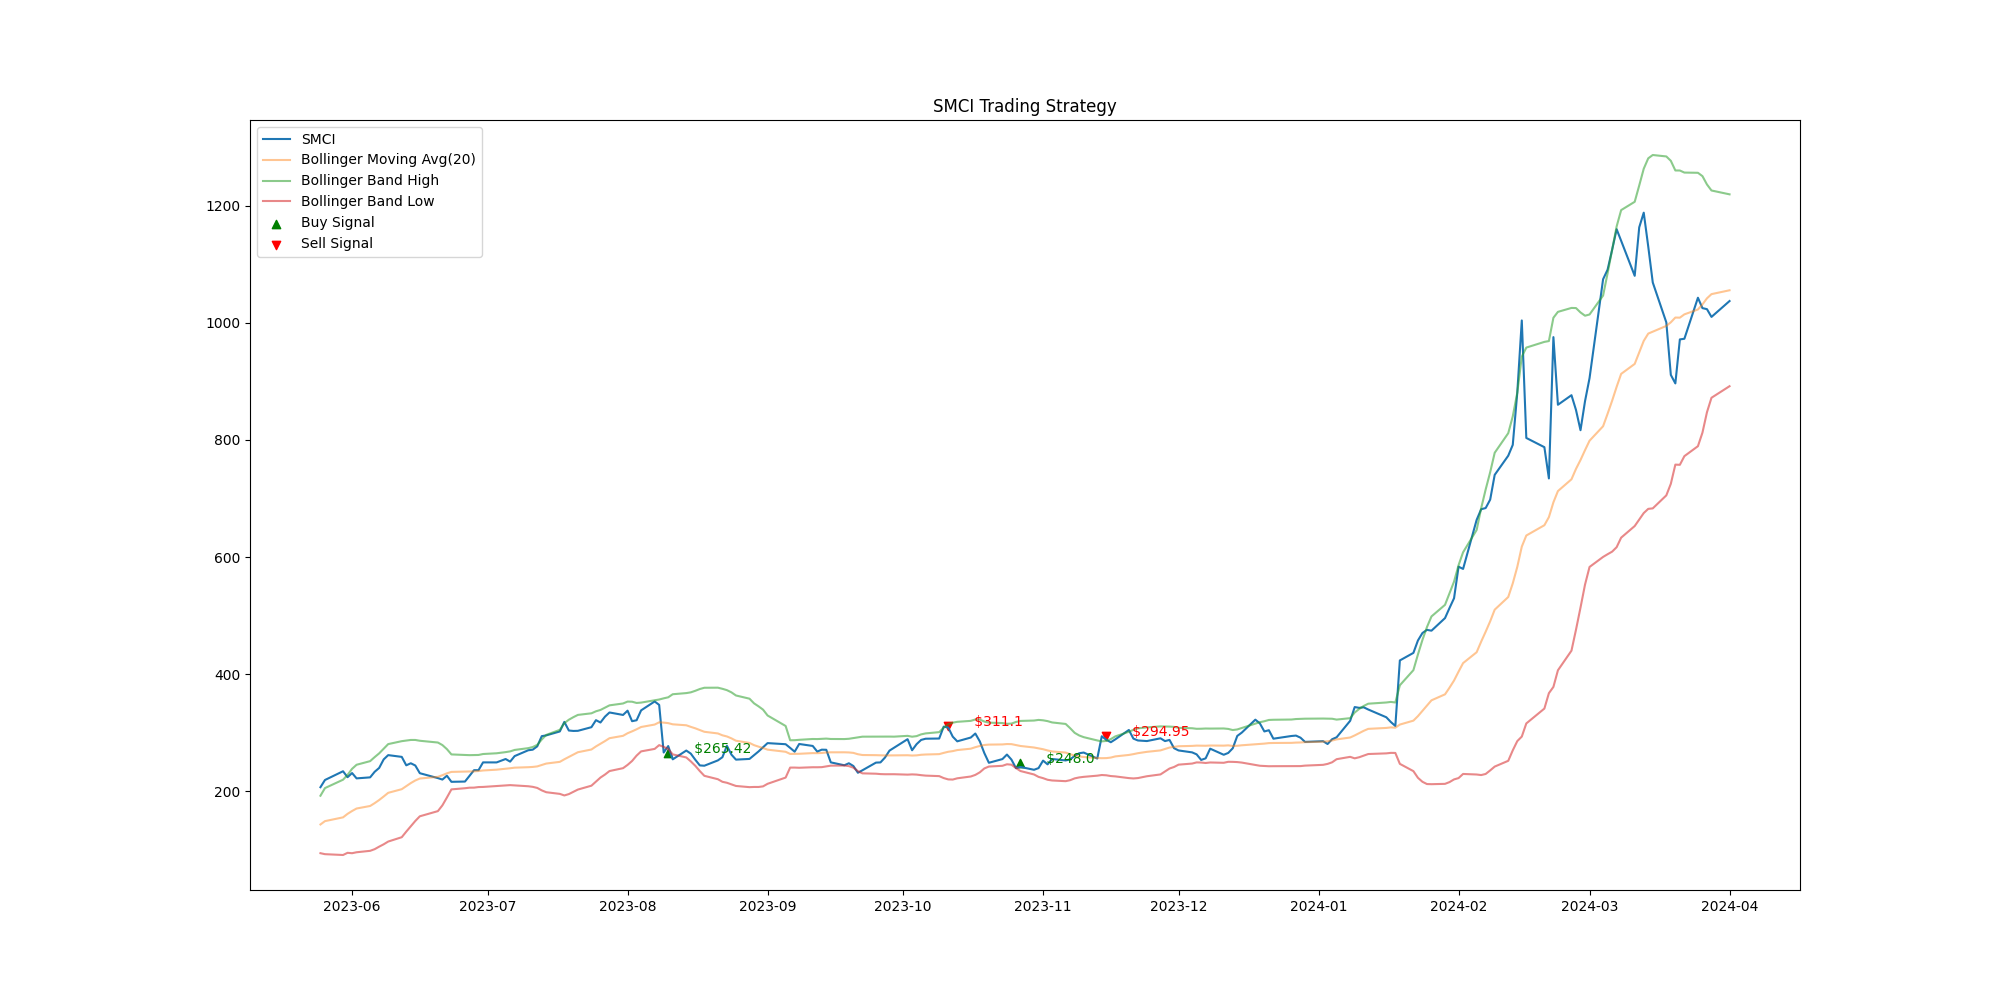 SMCI Trading Strategy
SMCI
Bollinger Moving Avg(20)
Bollinger Band High
Bollinger Band Low
Buy Signal
Sell Signal
1200
1000
800
600
400
200
$265.42
$311.1
$248.0
$294.95
2023-06 2023-07 2023-08 2023-09 2023-10 2023-11 2023-12 2024-01 2024-02 2024-03 2024-04